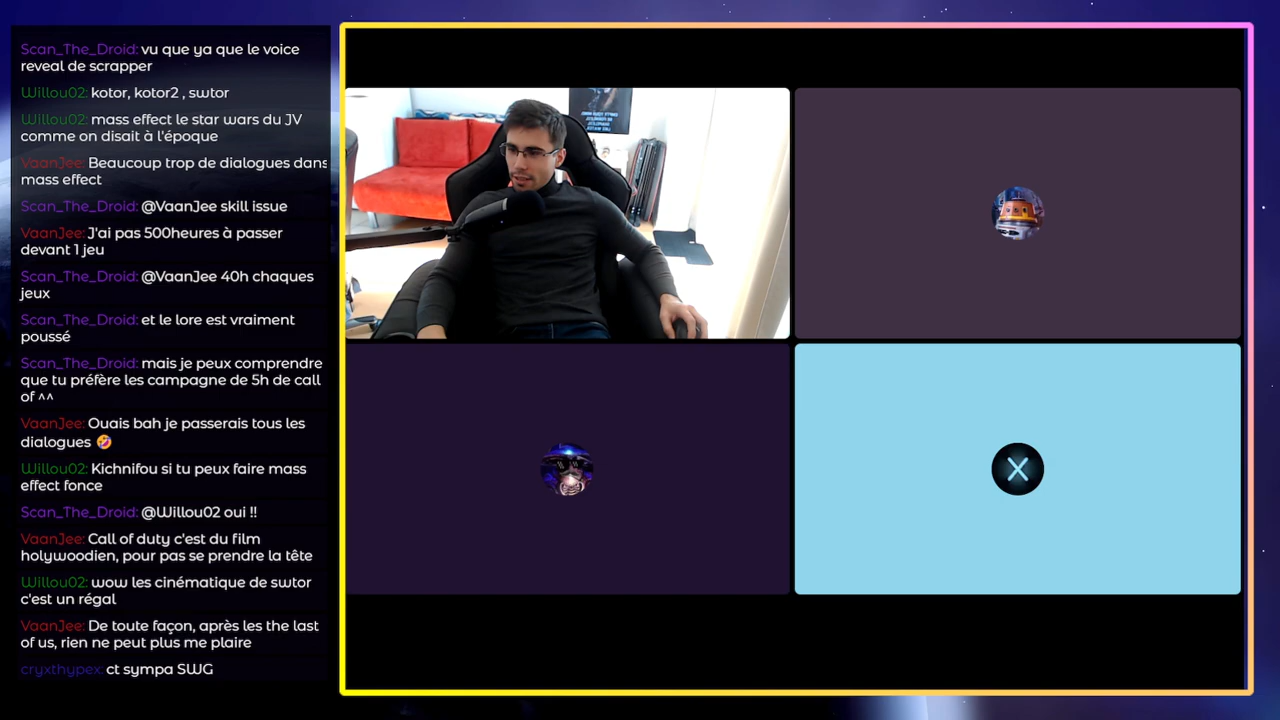 Scan_The_Droid: vu que ya que le voice
reveal de scrapper
Willou02: kotor, kotor2 , swtor
Willou02: mass effect le star wars du JV
comme on disait à l'époque
VaanJee: Beaucoup trop de dialogues dans
mass effect
Scan_The_Droid: @VaanJee skill issue
VaanJee: J'ai pas 500heures à passer
devant 1 jeu
Scan_The_Droid: @VaanJee 40h chaques
jeux
Scan_The_Droid: et le lore est vraiment
poussé
Scan_The_Droid: mais je peux comprendre
que tu préfère les campagne de 5h de call
of ^^
VaanJee: Ouais bah je passerais tous les
dialogues 🤣
Willou02: Kichnifou si tu peux faire mass
effect fonce
Scan_The_Droid: @Willou02 oui !!
VaanJee: Call of duty c'est du film
holywoodien, pour pas se prendre la tête
Willou02: wow les cinématique de swtor
c'est un régal
VaanJee: De toute façon, après les the last
of us, rien ne peut plus me plaire
cryxthypex: ct sympa SWG